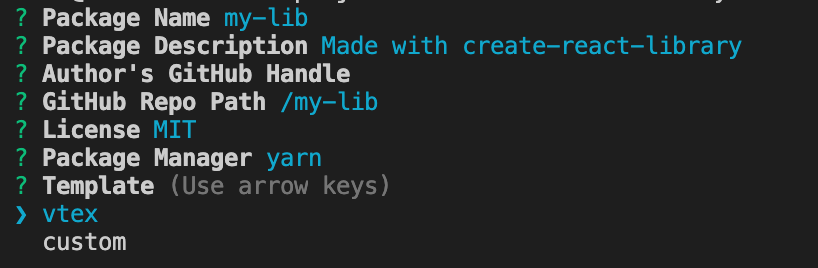 ? Package Name my-lib
? Package Description Made with create-react-library
? Author's GitHub Handle
? GitHub Repo Path /my-lib
? License MIT
? Package Manager yarn
? Template (Use arrow keys)
❯ vtex
custom